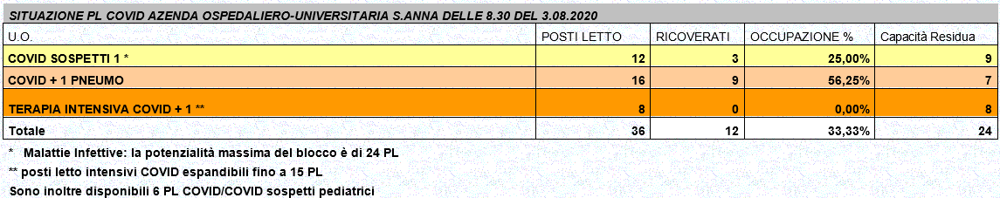 SITUAZIONE PL COVID AZENDA OSPEDALIERO-UNIVERSITARIA S.ANNA DELLE 8.30 DEL 3.08.2020
U.O. POSTI LETTO RICOVERATI OCCUPAZIONE % Capacità Residua
COVID SOSPETTI 1 * 12 3 25,00% 9
COVID + 1 PNEUMO 16 9 56,25% 7
TERAPIA INTENSIVA COVID + 1 ** 8 0 0,00% 8
Totale 36 12 33,33% 24
* Malattie Infettive: la potenzialità massima del blocco è di 24 PL
** posti letto intensivi COVID espandibili fino a 15 PL
Sono inoltre disponibili 6 PL COVID/COVID sospetti pediatrici